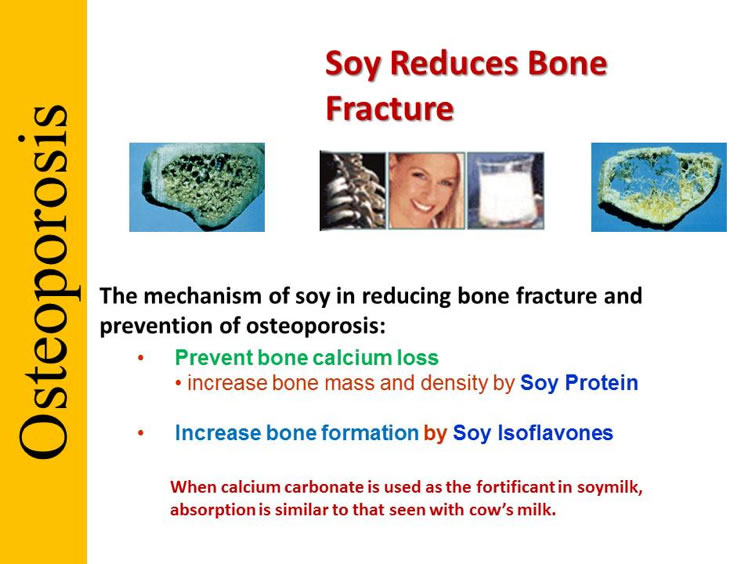 Osteoporosis
Soy Reduces Bone
Fracture
The mechanism of soy in reducing bone fracture and
prevention of osteoporosis:
• Prevent bone calcium loss
• increase bone mass and density by Soy Protein
• Increase bone formation by Soy Isoflavones
When calcium carbonate is used as the fortificant in soymilk,
absorption is similar to that seen with cow's milk.